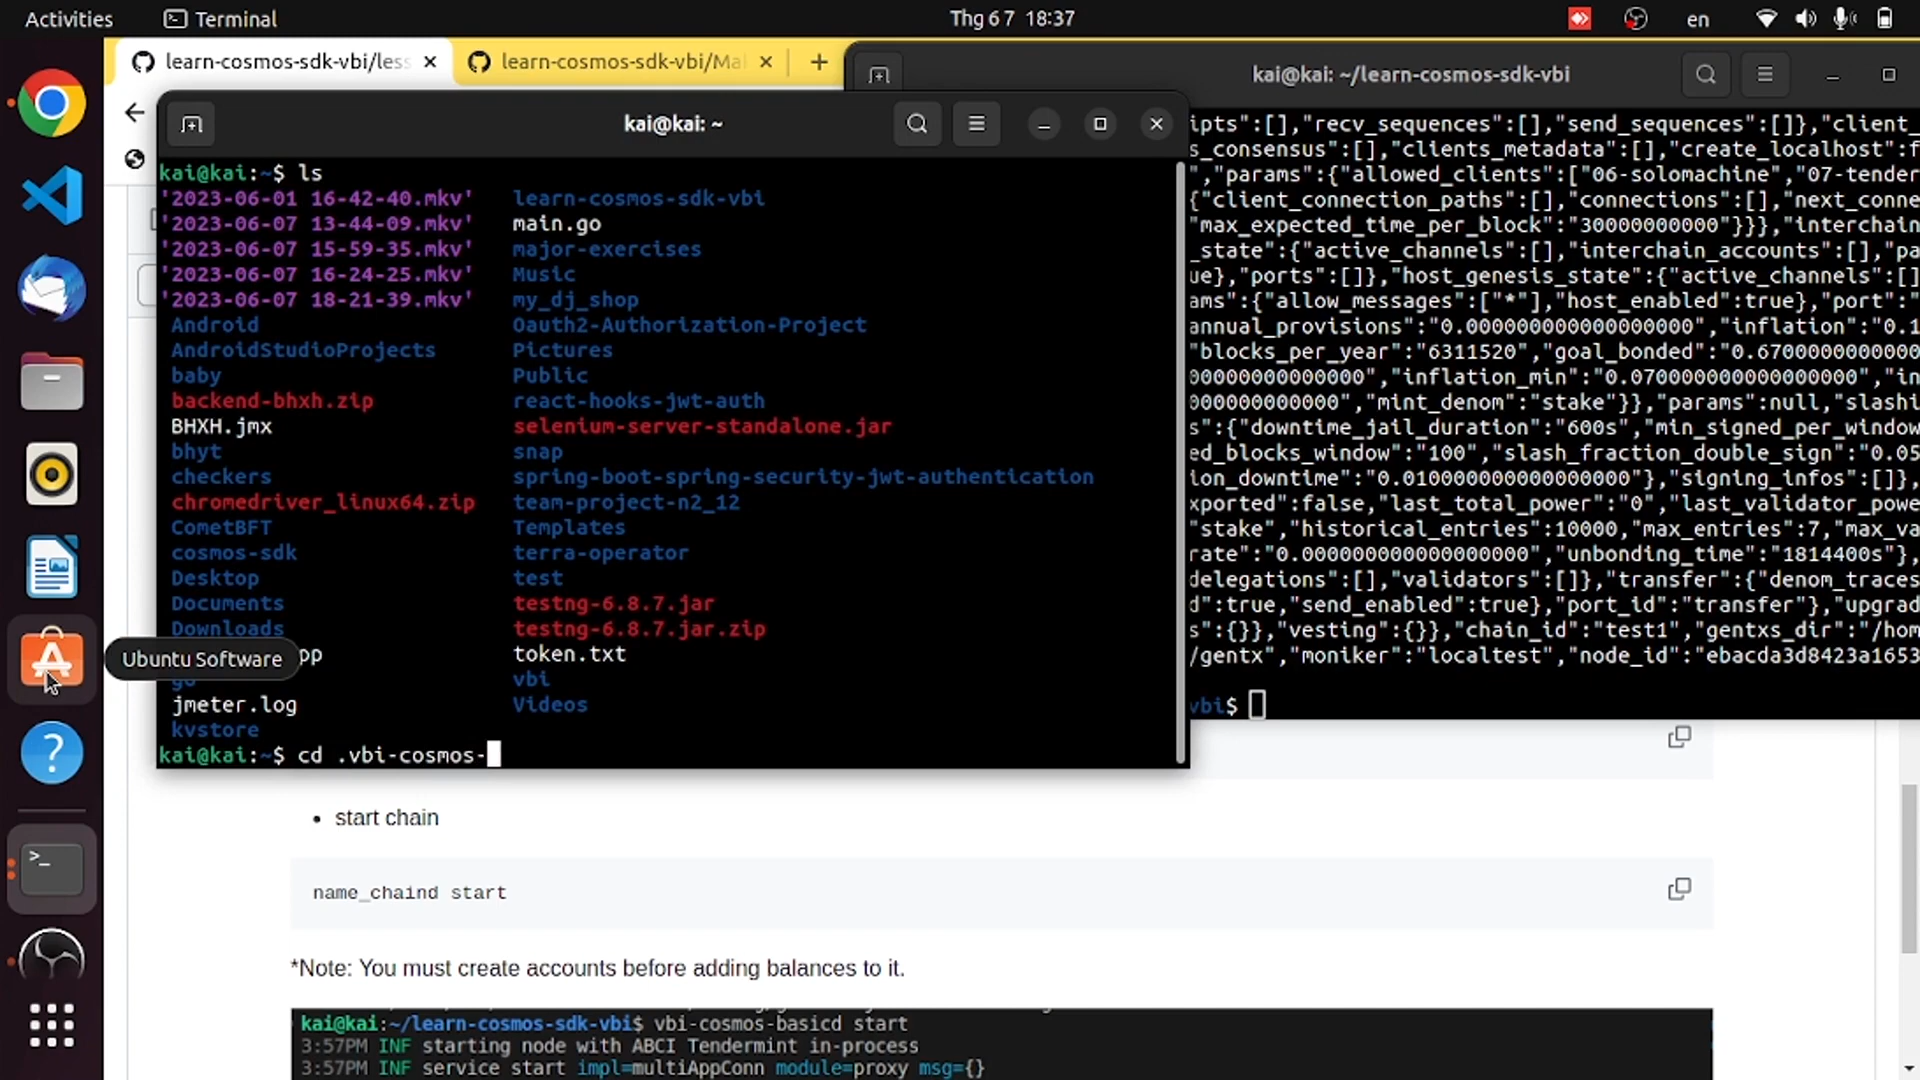 Activities
Terminal
Thg 6 7 18:37
en
learn-cosmos-sdk-vbi/less
learn-cosmos-sdk-vbi/Mal
kai@kai: ~/learn-cosmos-sdk-vbi
kai@kai: ~
kai@kai:~$ ls
'2023-06-01 16-42-40.mkv' learn-cosmos-sdk-vbi
'2023-06-07 13-44-09.mkv' main.go
'2023-06-07 15-59-35.mkv' major-exercises
'2023-06-07 16-24-25.mkv' Music
'2023-06-07 18-21-39.mkv' my_dj_shop
Android Oauth2-Authorization-Project
AndroidStudioProjects Pictures
baby Public
backend-bhxh.zip react-hooks-jwt-auth
BHXH.jmx selenium-server-standalone.jar
bhyt snap
checkers spring-boot-spring-security-jwt-authentication
chromedriver_linux64.zip team-project-n2_12
CometBFT Templates
cosmos-sdk terra-operator
Desktop test
Documents testng-6.8.7.jar
Downloads testng-6.8.7.jar.zip
pp token.txt
go vbi
jmeter.log Videos
kvstore
kai@kai:~$ cd .vbi-cosmos-
Ubuntu Software
ipts":[],"recv_sequences":[],"send_sequences":[]},"client_
s_consensus":[],"clients_metadata":[],"create_localhost":f
","params":{"allowed_clients":["06-solomachine","07-tender
{"client_connection_paths":[],"connections":[],"next_conne
"max_expected_time_per_block":"30000000000"}}},"interchain
_state":{"active_channels":[],"interchain_accounts":[],"pa
ue},"ports":[]},"host_genesis_state":{"active_channels":[]
ams":{"allow_messages":["*"],"host_enabled":true},"port":"
annual_provisions":"0.000000000000000000","inflation":"0.1
"blocks_per_year":"6311520","goal_bonded":"0.6700000000000
00000000000000","inflation_min":"0.070000000000000000","in
0000000000000","mint_denom":"stake"}},"params":null,"slashi
s":{"downtime_jail_duration":"600s","min_signed_per_window
ed_blocks_window":"100","slash_fraction_double_sign":"0.05
ion_downtime":"0.010000000000000000"},"signing_infos":[]},
xported":false,"last_total_power":"0","last_validator_powe
"stake","historical_entries":10000,"max_entries":7,"max_va
rate":"0.000000000000000000","unbonding_time":"1814400s"},
delegations":[],"validators":[]},"transfer":{"denom_traces
d":true,"send_enabled":true},"port_id":"transfer"},"upgrad
s":{}},"vesting":{}},"chain_id":"test1","gentxs_dir":"/hom
/gentx","moniker":"localtest","node_id":"ebacda3d8423a1653
vbi$
• start chain
name_chaind start
*Note: You must create accounts before adding balances to it.
kai@kai:~/learn-cosmos-sdk-vbi$ vbi-cosmos-basicd start
3:57PM INF starting node with ABCI Tendermint in-process
3:57PM INF service start impl=multiAppConn module=proxy msg={}